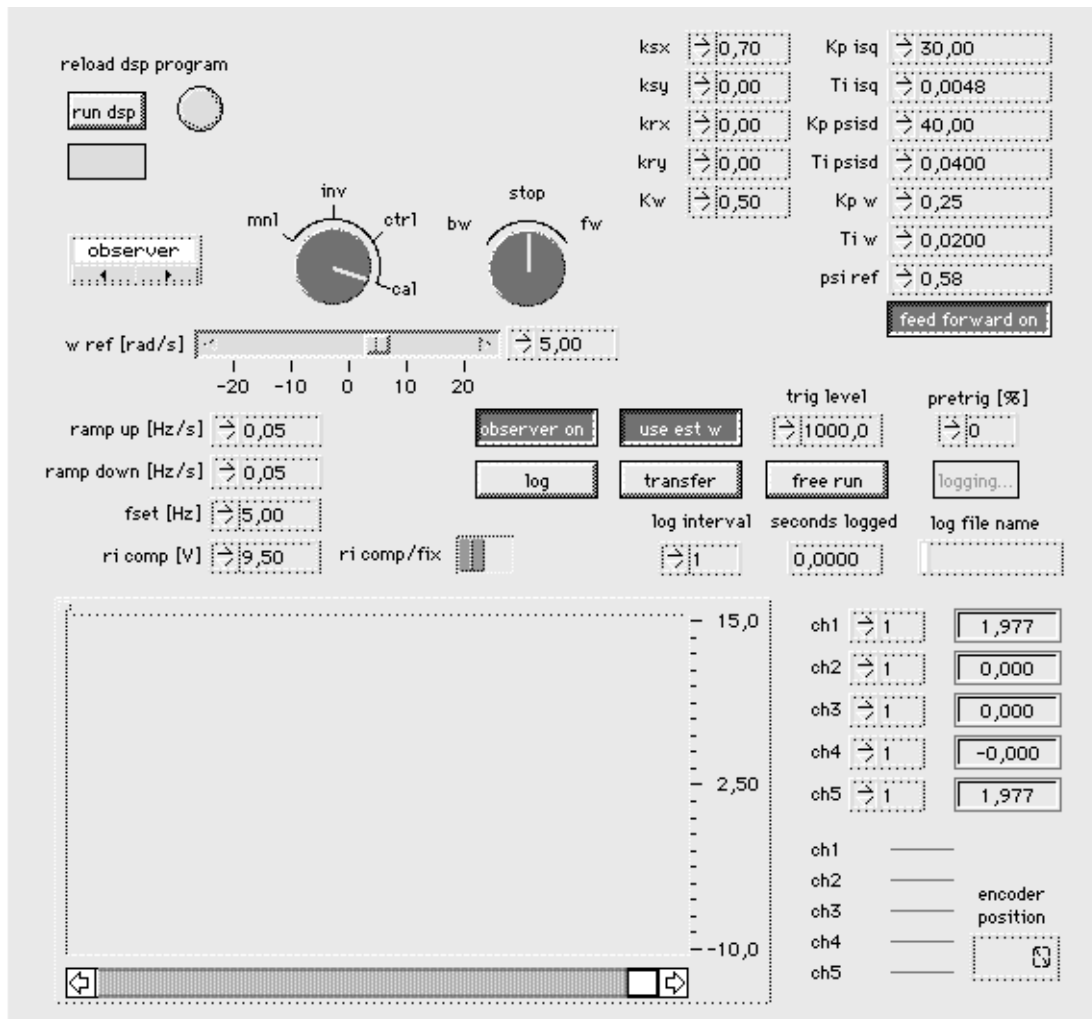 reload dsp program
run dsp
observer
mnl
inv
ctrl
cal
bw
stop
fw
ksx 0,70
ksy 0,00
krx 0,00
kry 0,00
Kw 0,50
Kp isq 30,00
Ti isq 0,0048
Kp psisd 40,00
Ti psisd 0,0400
Kp w 0,25
Ti w 0,0200
psi ref 0,58
feed forward on
w ref [rad/s] 5,00
-20 -10 0 10 20
ramp up [Hz/s] 0,05
ramp down [Hz/s] 0,05
fset [Hz] 5,00
ri comp [V] 9,50
ri comp/fix
trig level
pretrig [%]
observer on
use est w
1000,0
0
log
transfer
free run
logging...
log interval
seconds logged
log file name
1
0,0000
15,0
2,50
-10,0
ch1 1 1,977
ch2 1 0,000
ch3 1 0,000
ch4 1 -0,000
ch5 1 1,977
ch1
ch2
ch3
ch4
ch5
encoder
position